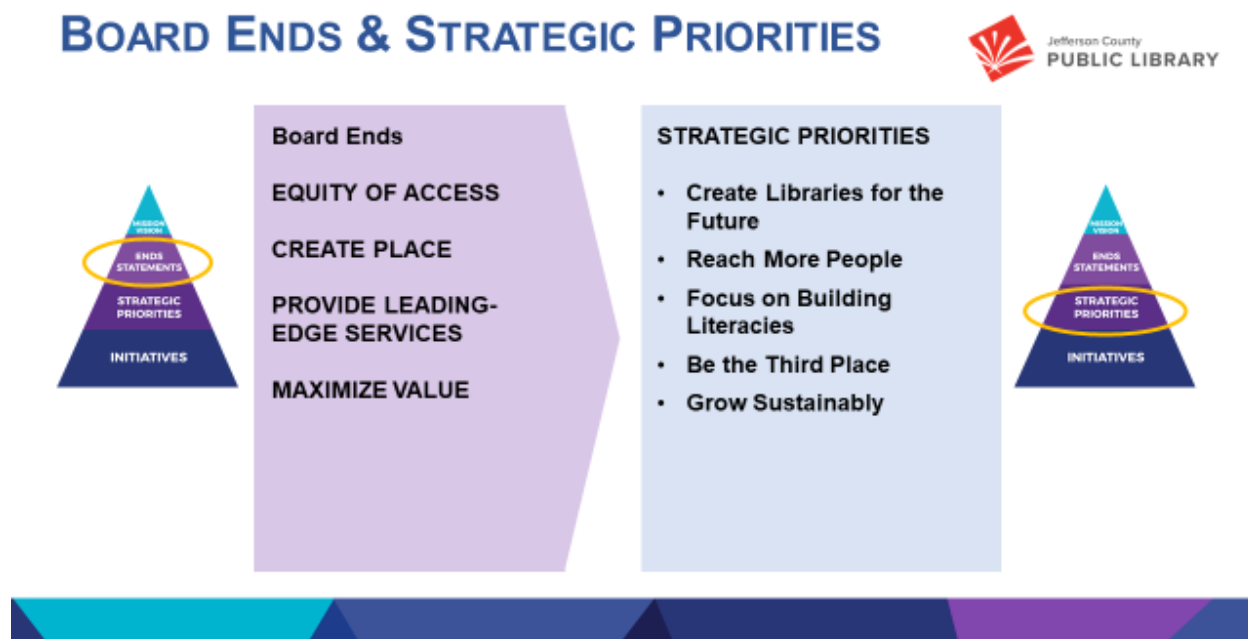 BOARD ENDS & STRATEGIC PRIORITIES
Jefferson County
PUBLIC LIBRARY
MISSION
VISION
ENDS
STATEMENTS
STRATEGIC
PRIORITIES
INITIATIVES
Board Ends
EQUITY OF ACCESS
CREATE PLACE
PROVIDE LEADING-
EDGE SERVICES
MAXIMIZE VALUE
STRATEGIC PRIORITIES
• Create Libraries for the
Future
• Reach More People
• Focus on Building
Literacies
• Be the Third Place
• Grow Sustainably
MISSION
VISION
ENDS
STATEMENTS
STRATEGIC
PRIORITIES
INITIATIVES